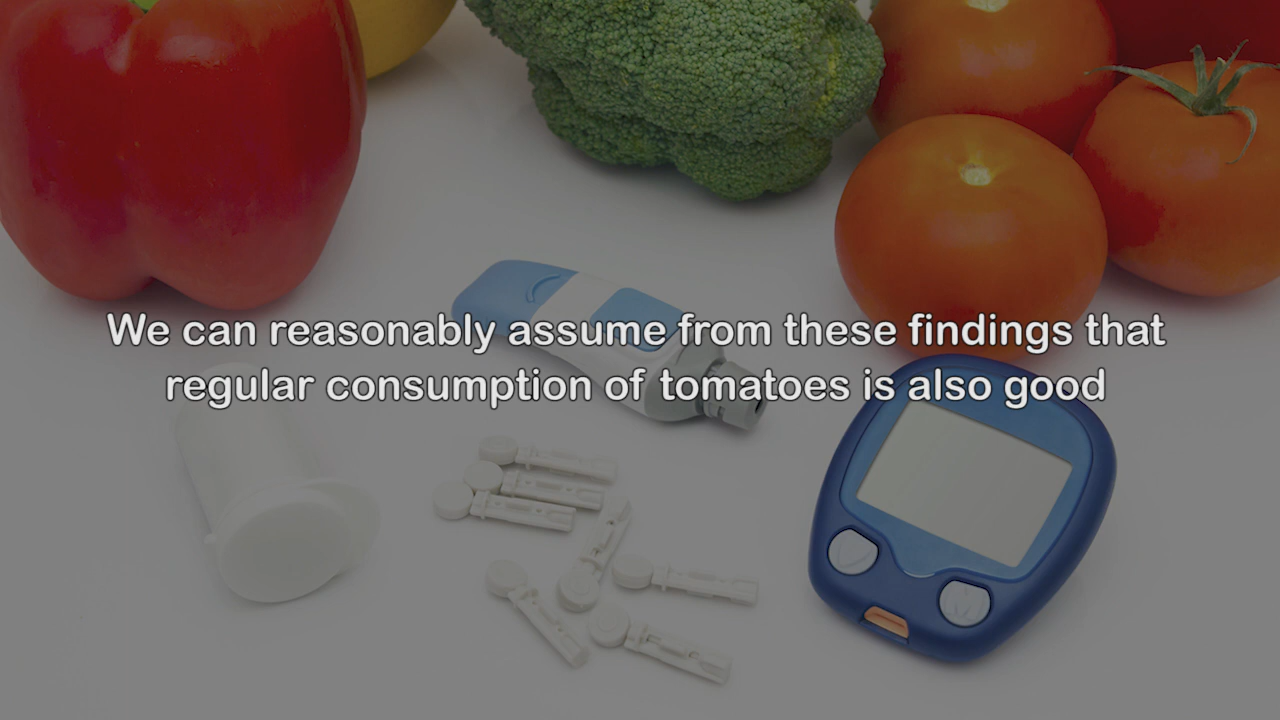 We can reasonably assume from these findings that
regular consumption of tomatoes is also good